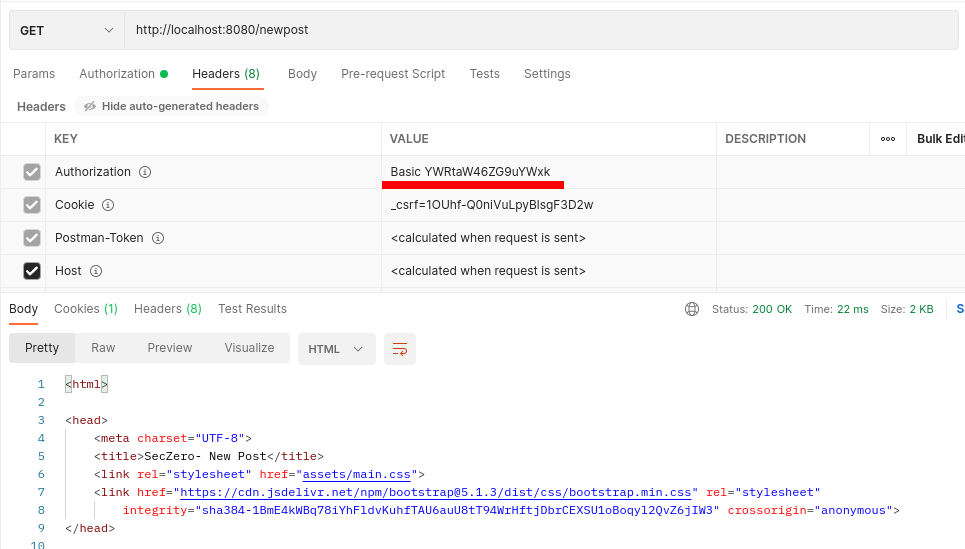 GET http://localhost:8080/newpost
Params Authorization Headers (8) Body Pre-request Script Tests Settings
Headers Hide auto-generated headers
KEY VALUE DESCRIPTION Bulk Edit
Authorization Basic YWRtaW46ZG9uYWxk
Cookie _csrf=1OUhf-Q0niVuLpyBlsgF3D2w
Postman-Token <calculated when request is sent>
Host <calculated when request is sent>
Body Cookies (1) Headers (8) Test Results Status: 200 OK Time: 22 ms Size: 2 KB S
Pretty Raw Preview Visualize HTML
1 <html>
2
3 <head>
4 <meta charset="UTF-8">
5 <title>SecZero- New Post</title>
6 <link rel="stylesheet" href="assets/main.css">
7 <link href="https://cdn.jsdelivr.net/npm/bootstrap@5.1.3/dist/css/bootstrap.min.css" rel="stylesheet"
8 integrity="sha384-1BmE4kWBq78iYhFldvKuhfTAU6auU8tT94WrHftjDbrCEXSU1oBoqyl2QvZ6jIW3" crossorigin="anonymous">
9 </head>
10